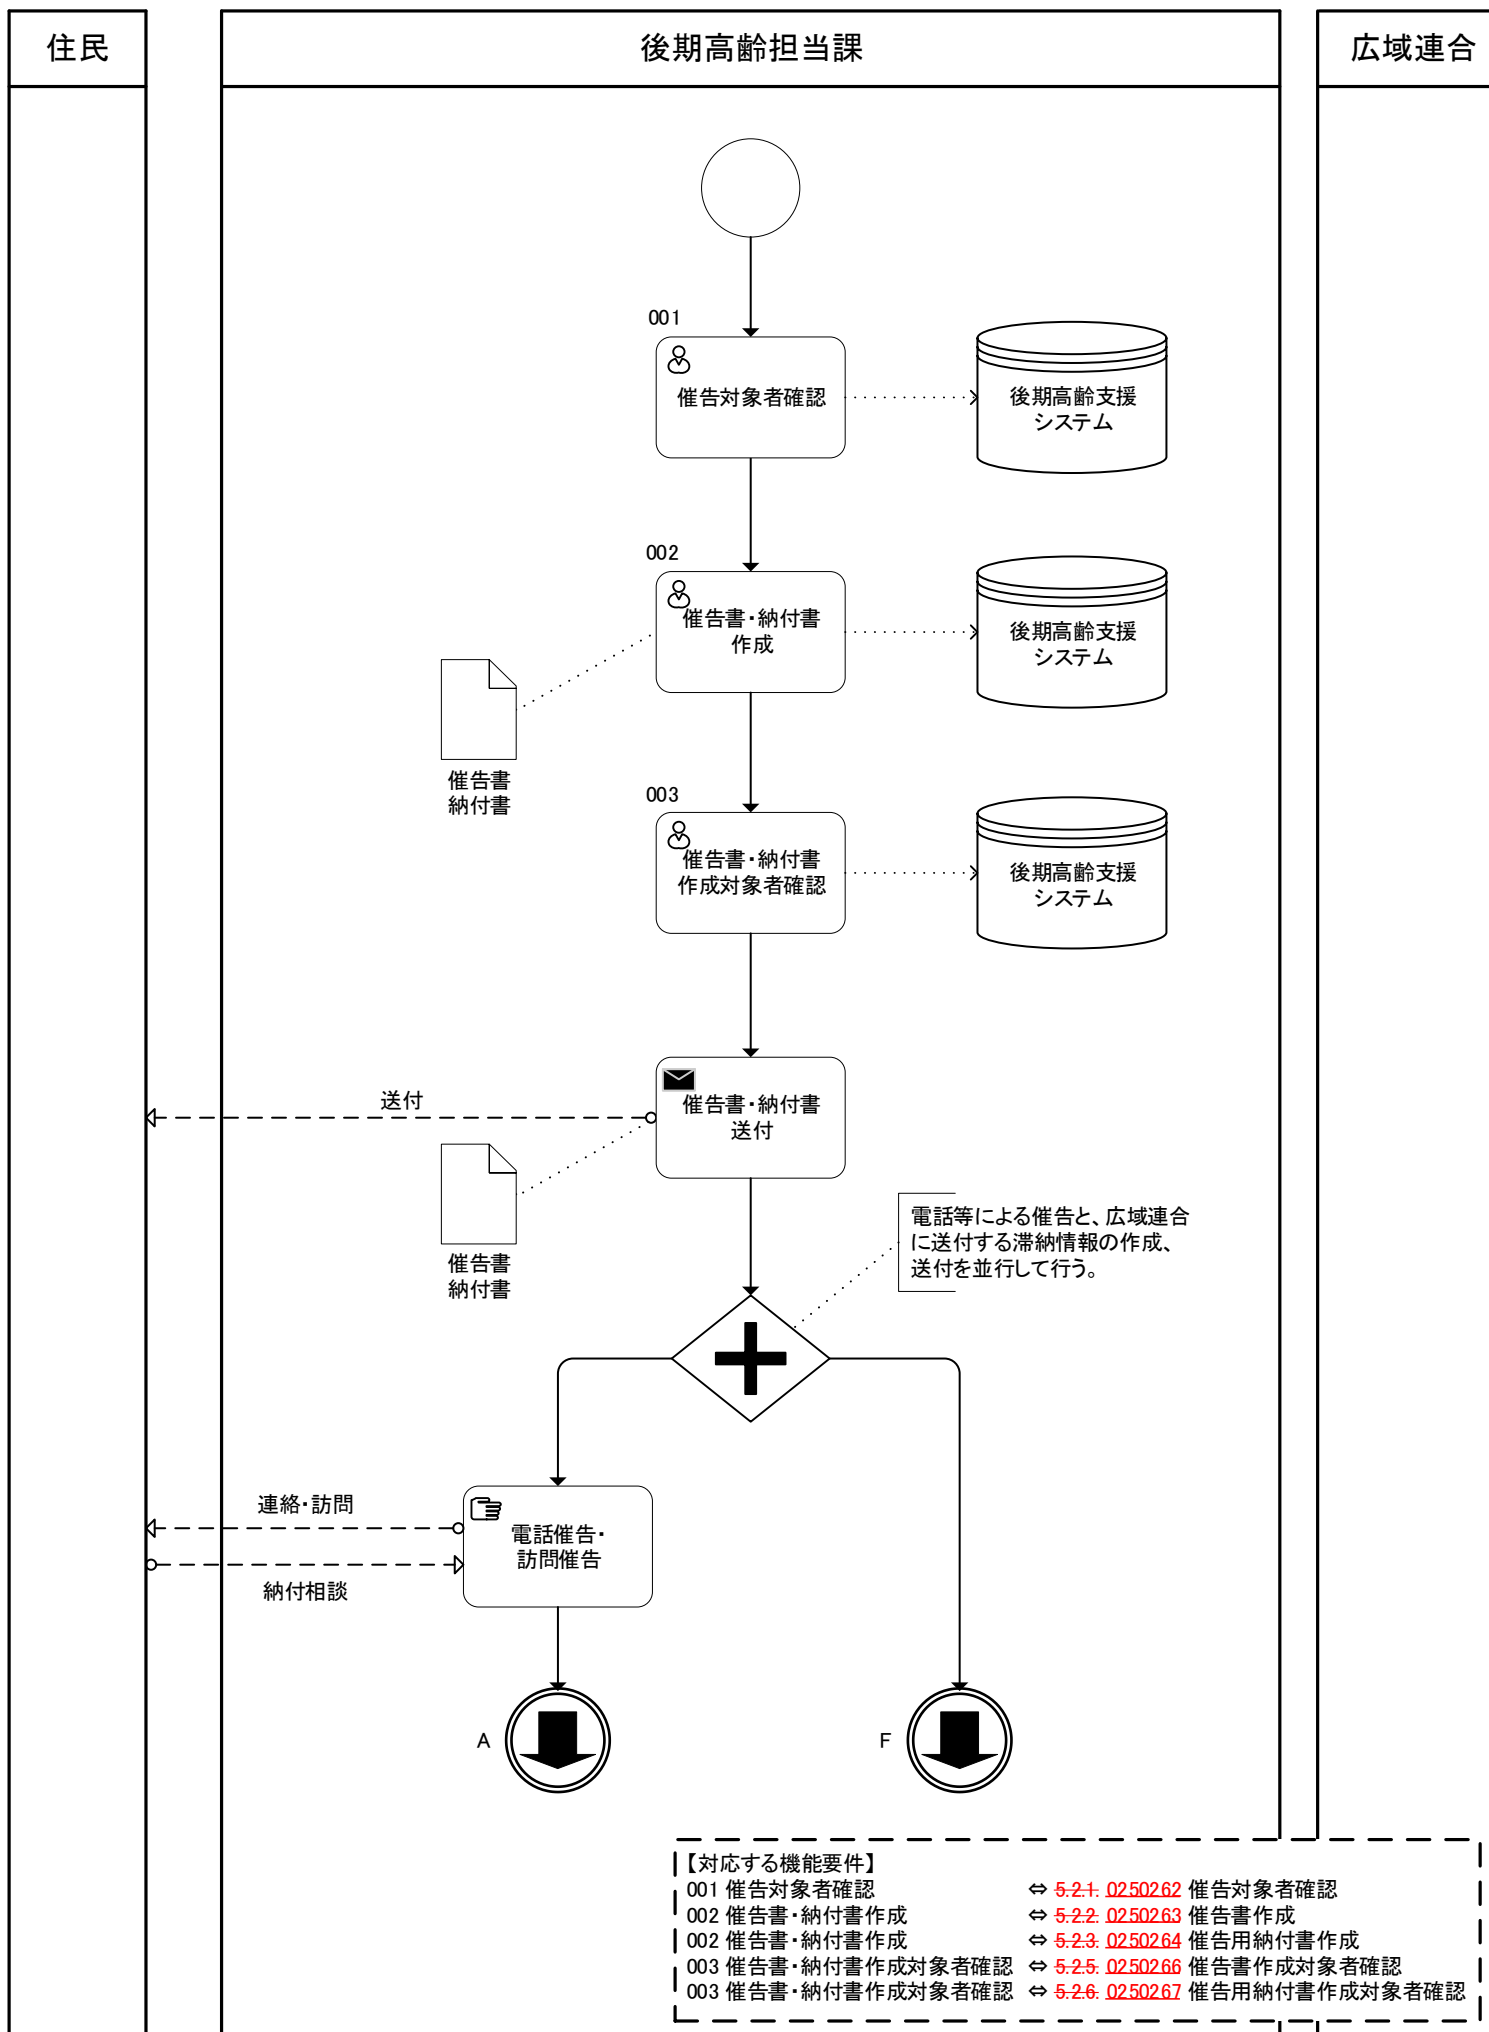 住民
後期高齢担当課
広域連合
001
催告対象者確認
後期高齢支援
システム
002
催告書・納付書
作成
後期高齢支援
システム
催告書
納付書
003
催告書・納付書
作成対象者確認
後期高齢支援
システム
送付
催告書・納付書
送付
催告書
納付書
電話等による催告と、広域連合
に送付する滞納情報の作成、
送付を並行して行う。
連絡・訪問
電話催告・
訪問催告
納付相談
A
F
【対応する機能要件】
001 催告対象者確認 ⇔ 5.2.1. 0250262 催告対象者確認
002 催告書・納付書作成 ⇔ 5.2.2. 0250263 催告書作成
002 催告書・納付書作成 ⇔ 5.2.3. 0250264 催告用納付書作成
003 催告書・納付書作成対象者確認 ⇔ 5.2.5. 0250266 催告書作成対象者確認
003 催告書・納付書作成対象者確認 ⇔ 5.2.6. 0250267 催告用納付書作成対象者確認